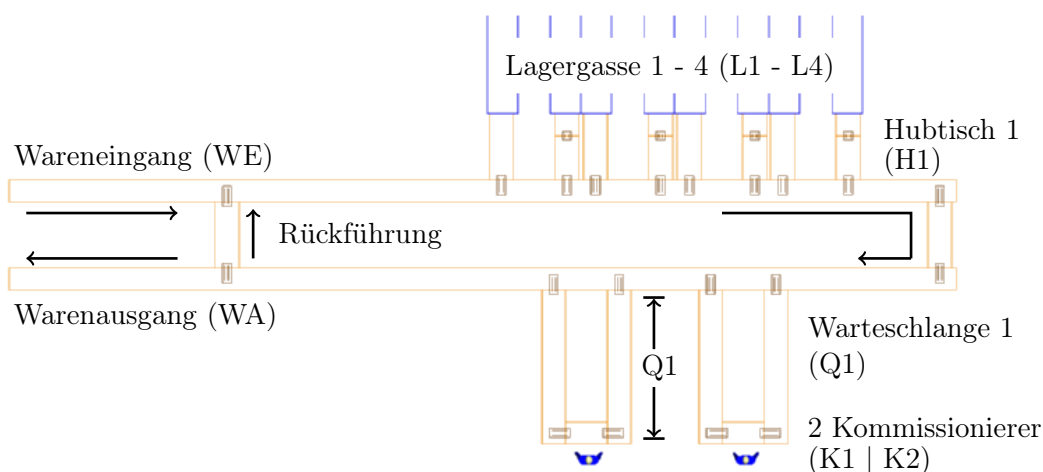 Lagergasse 1 - 4 (L1 - L4)
Hubtisch 1
(H1)
Wareneingang (WE)
Rückführung
Warenausgang (WA)
Warteschlange 1
(Q1)
Q1
2 Kommissionierer
(K1 | K2)